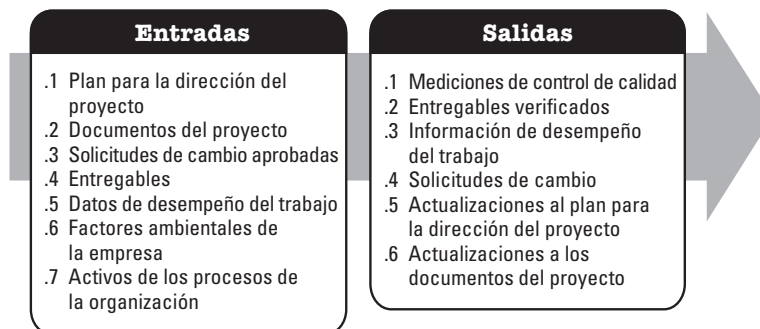 Entradas
.1 Plan para la dirección del
proyecto
.2 Documentos del proyecto
.3 Solicitudes de cambio aprobadas
.4 Entregables
.5 Datos de desempeño del trabajo
.6 Factores ambientales de
la empresa
.7 Activos de los procesos de
la organización
Salidas
.1 Mediciones de control de calidad
.2 Entregables verificados
.3 Información de desempeño
del trabajo
.4 Solicitudes de cambio
.5 Actualizaciones al plan para
la dirección del proyecto
.6 Actualizaciones a los
documentos del proyecto